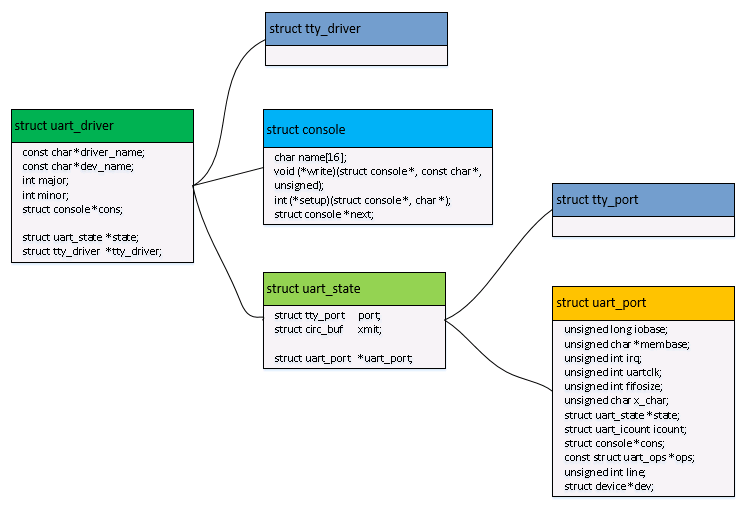 struct tty_driver
struct uart_driver
const char*driver_name;
const char*dev_name;
int major;
int minor;
struct console*cons;
struct uart_state *state;
struct tty_driver *tty_driver;
struct console
char name[16];
void (*write)(struct console*, const char*,
unsigned);
int (*setup)(struct console*, char*);
struct console *next;
struct uart_state
struct tty_port port;
struct circ_buf xmit;
struct uart_port *uart_port;
struct tty_port
struct uart_port
unsigned long iobase;
unsigned char*membase;
unsigned int irq;
unsigned int uartclk;
unsigned int fifosize;
unsigned char x_char;
struct uart_state*state;
struct uart_icount icount;
struct console*cons;
const struct uart_ops *ops;
unsigned int line;
struct device*dev;